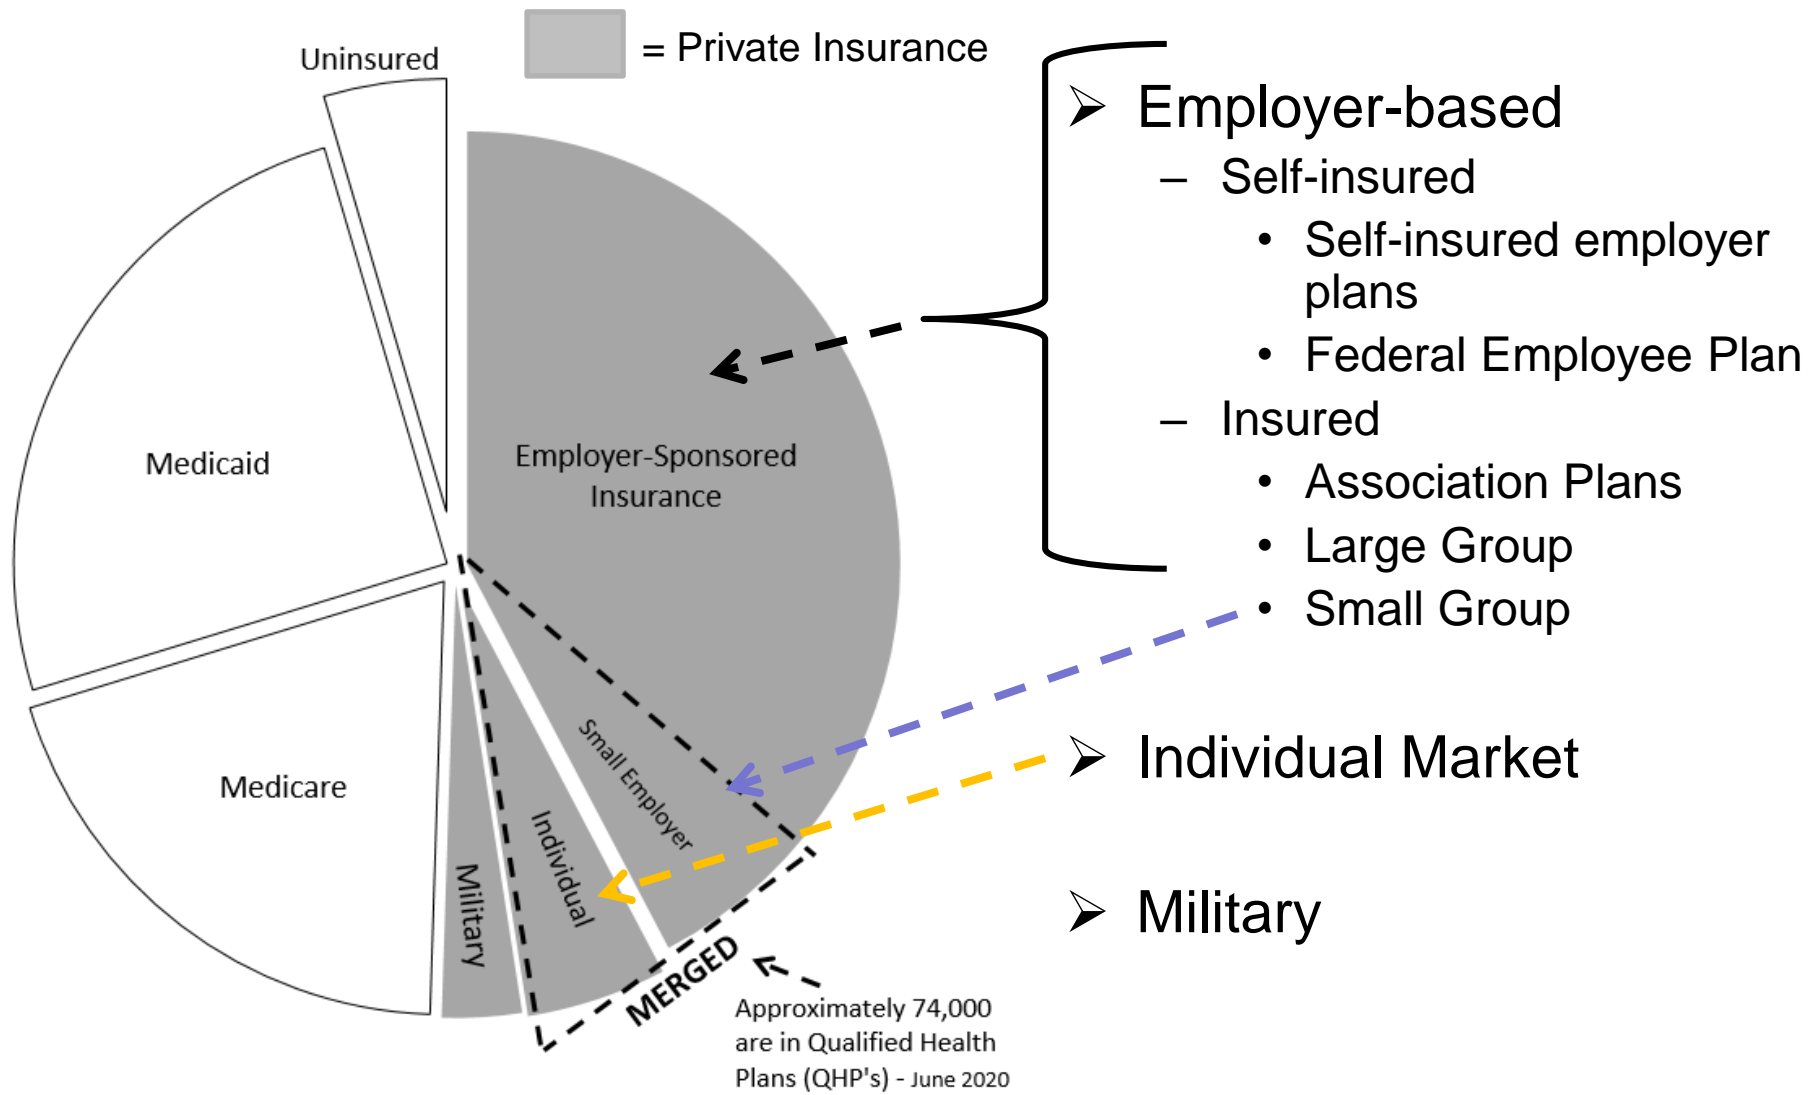 = Private Insurance
Uninsured
Medicaid
Medicare
Employer-Sponsored
Insurance
Small Employer
Individual
Military
MERGED
Approximately 74,000
are in Qualified Health
Plans (QHP's) - June 2020
➢ Employer-based
– Self-insured
• Self-insured employer
plans
• Federal Employee Plan
– Insured
• Association Plans
• Large Group
• Small Group
➢ Individual Market
➢ Military